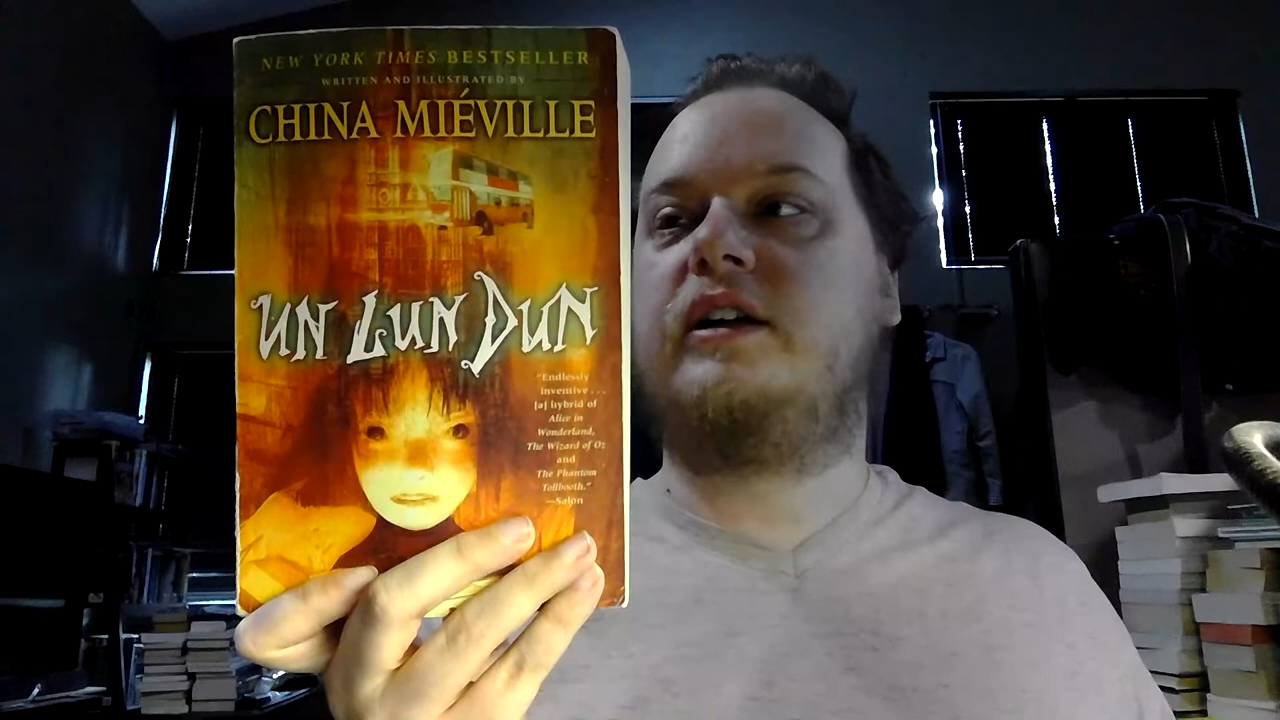 NEW YORK TIMES BESTSELLER
WRITTEN AND ILLUSTRATED BY
CHINA MIÉVILLE
UN LUN DUN
"Endlessly
inventive...
[a] hybrid of
Alice in
Wonderland,
The Wizard of Oz
and
The Phantom
Tollbooth."
—Salon